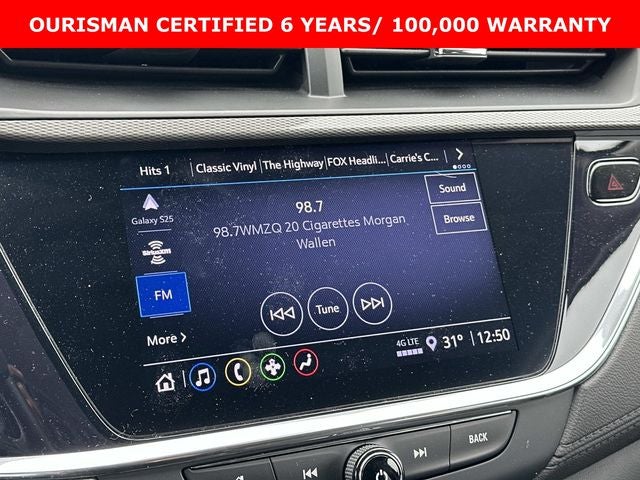 OURISMAN CERTIFIED 6 YEARS/ 100,000 WARRANTY
Hits 1 Classic Vinyl The Highway FOX Headli... Carrie's C...
Galaxy S25
98.7
Sound
98.7WMZQ 20 Cigarettes Morgan
Wallen
Browse
SiriusXM
FM
Tune
More
4G LTE 31° 12:50
BACK